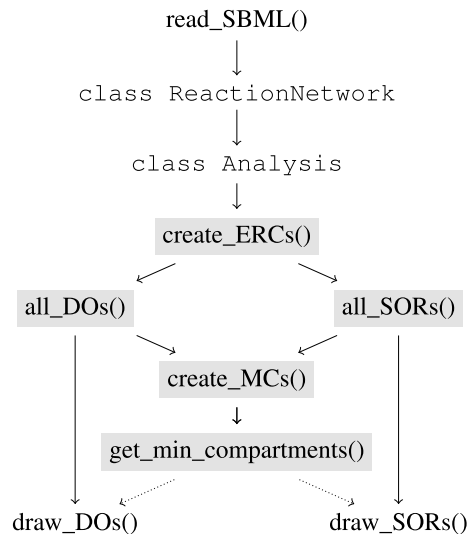 read_SBML()
class ReactionNetwork
class Analysis
create_ERCs()
all_DOs()
all_SORs()
create_MCs()
get_min_compartments()
draw_DOs()
draw_SORs()